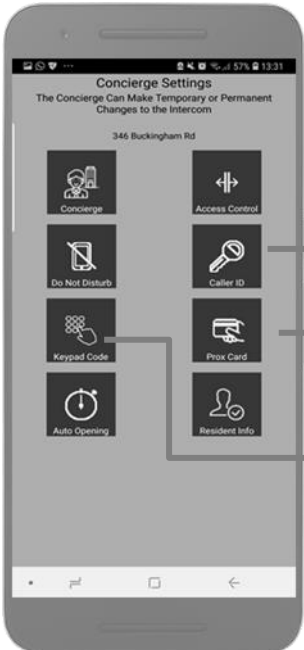 57% 13:31
Concierge Settings
The Concierge Can Make Temporary or Permanent
Changes to the Intercom
346 Buckingham Rd
Concierge
Access Control
Do Not Disturb
Caller ID
Keypad Code
Prox Card
Auto Opening
Resident Info